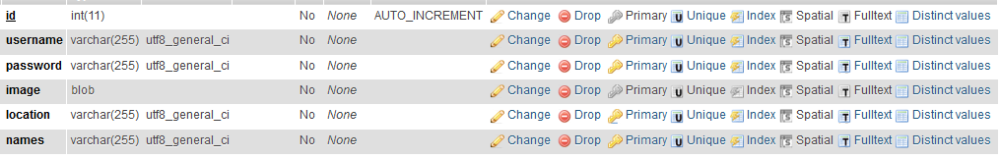 id int(11) No None AUTO_INCREMENT Change Drop Primary Unique Index Spatial Fulltext Distinct values
username varchar(255) utf8_general_ci No None Change Drop Primary Unique Index Spatial Fulltext Distinct values
password varchar(255) utf8_general_ci No None Change Drop Primary Unique Index Spatial Fulltext Distinct values
image blob No None Change Drop Primary Unique Index Spatial Fulltext Distinct values
location varchar(255) utf8_general_ci No None Change Drop Primary Unique Index Spatial Fulltext Distinct values
names varchar(255) utf8_general_ci No None Change Drop Primary Unique Index Spatial Fulltext Distinct values